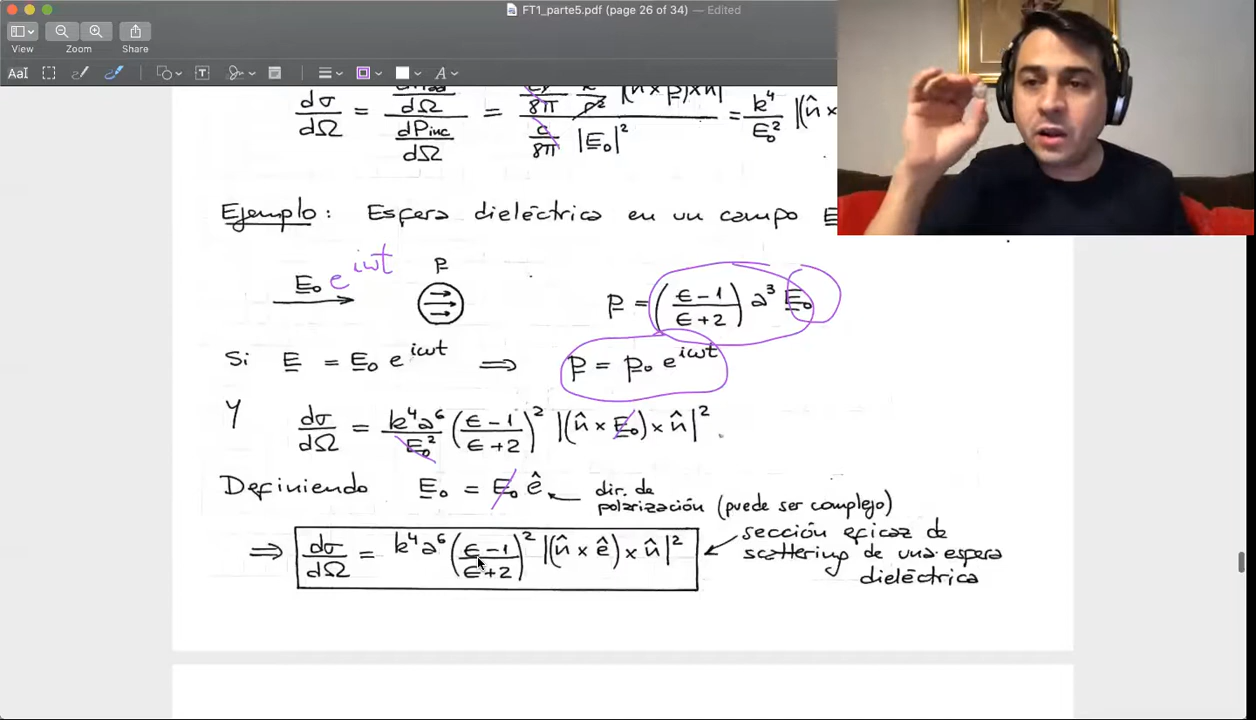 FT1_parte5.pdf (page 26 of 34) — Edited
View Zoom Share
AaI
dσ/dΩ = / dPinc/dΩ = |(n̂ × p) × n̂|² / c/8π |E₀|² = k⁴/E₀² |(n̂ ×
Ejemplo: Esfera dieléctrica en un campo E
E₀ e^{iωt} p p = (ϵ-1/ϵ+2) a³ E₀
Si E = E₀ e^{iωt} ⟹ p = p₀ e^{iωt}
Y dσ/dΩ = k⁴a⁶/E₀² (ϵ-1/ϵ+2)² |(n̂ × E₀) × n̂|².
Definiendo E₀ = E₀ ê dir. de
polarización (puede ser complejo)
⟹ dσ/dΩ = k⁴a⁶ (ϵ-1/ϵ+2)² |(n̂ × ê) × n̂|² sección eficaz de
scattering de una esfera
dieléctrica